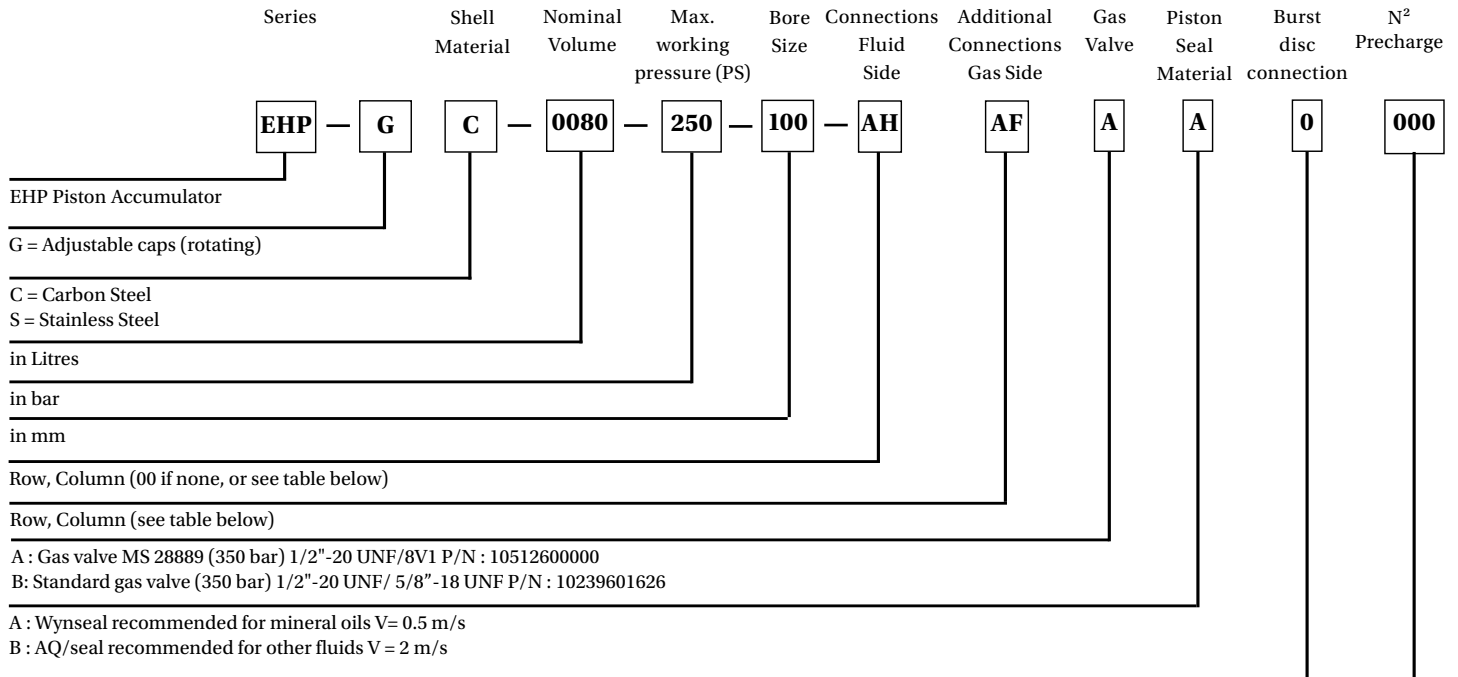 Series Shell Nominal Max. Bore Connections Additional Gas Piston Burst N²
Material Volume working Size Fluid Connections Valve Seal disc Precharge
pressure (PS) Side Gas Side Material connection
EHP — G C — 0080 — 250 — 100 — AH AF A A 0 000
EHP Piston Accumulator
G = Adjustable caps (rotating)
C = Carbon Steel
S = Stainless Steel
in Litres
in bar
in mm
Row, Column (00 if none, or see table below)
Row, Column (see table below)
A : Gas valve MS 28889 (350 bar) 1/2"-20 UNF/8V1 P/N : 10512600000
B: Standard gas valve (350 bar) 1/2"-20 UNF/ 5/8”-18 UNF P/N : 10239601626
A : Wynseal recommended for mineral oils V= 0.5 m/s
B : AQ/seal recommended for other fluids V = 2 m/s